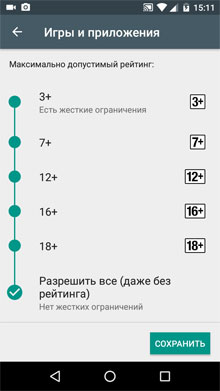 15:11
Игры и приложения
Максимально допустимый рейтинг:
3+
3+
Есть жесткие ограничения
7+
7+
12+
12+
16+
16+
18+
18+
Разрешить все (даже без
рейтинга)
Нет жестких ограничений
СОХРАНИТЬ